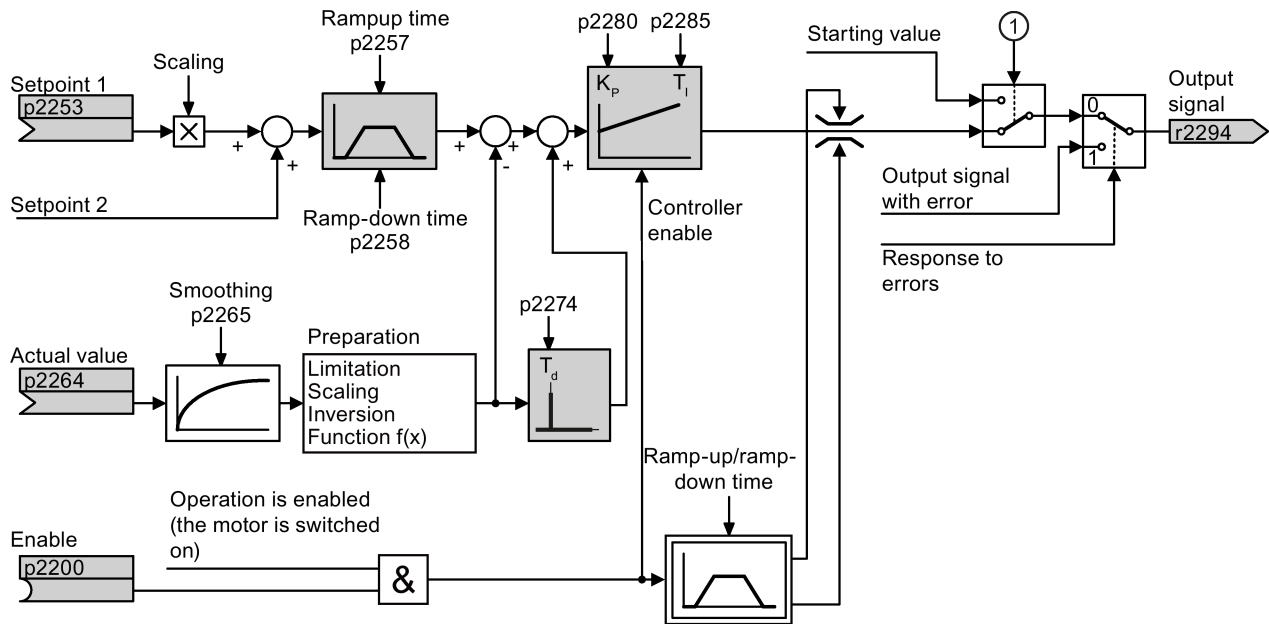 Rampup time
p2257
p2280
p2285
Starting value
1
Scaling
Setpoint 1
p2253
K_P
T_I
Output
signal
0
r2294
+
+
+
+
-
+
1
Setpoint 2
Ramp-down time
p2258
Controller
enable
Output signal
with error
Response to
errors
Smoothing
p2265
p2274
Preparation
Actual value
p2264
Limitation
Scaling
Inversion
Function f(x)
T_d
Ramp-up/ramp-
down time
Operation is enabled
(the motor is switched
on)
Enable
p2200
&